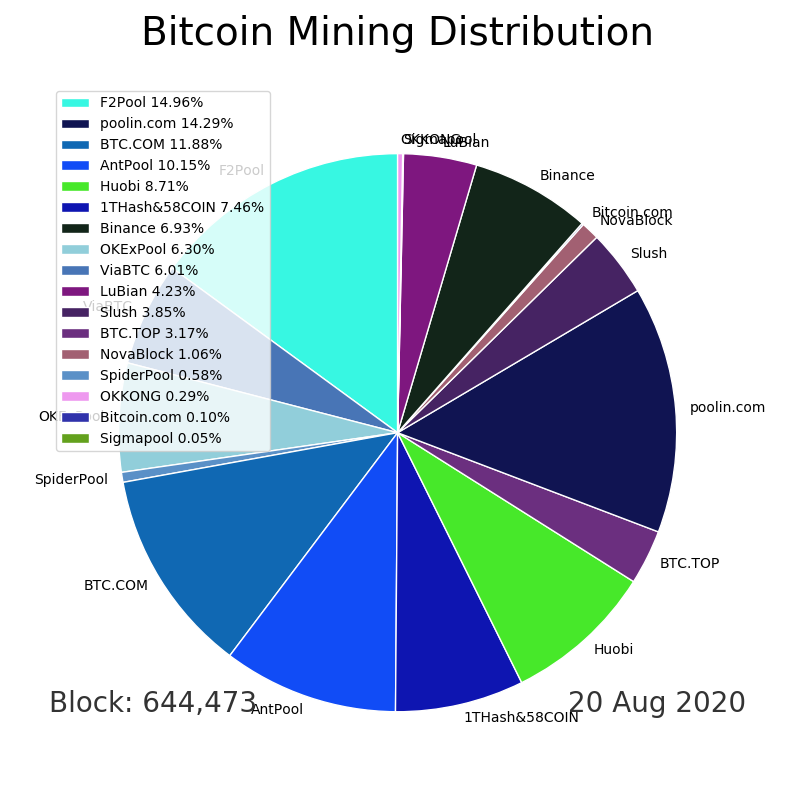 Bitcoin Mining Distribution
F2Pool 14.96%
poolin.com 14.29%
BTC.COM 11.88%
AntPool 10.15%
Huobi 8.71%
1THash&58COIN 7.46%
Binance 6.93%
OKExPool 6.30%
ViaBTC 6.01%
LuBian 4.23%
Slush 3.85%
BTC.TOP 3.17%
NovaBlock 1.06%
SpiderPool 0.58%
OKKONG 0.29%
Bitcoin.com 0.10%
Sigmapool 0.05%
OKKONG
Sigmapool
LuBian
Binance
Bitcoin.com
NovaBlock
Slush
poolin.com
BTC.TOP
Huobi
1THash&58COIN
AntPool
BTC.COM
SpiderPool
OKExPool
ViaBTC
F2Pool
Block: 644,473
20 Aug 2020